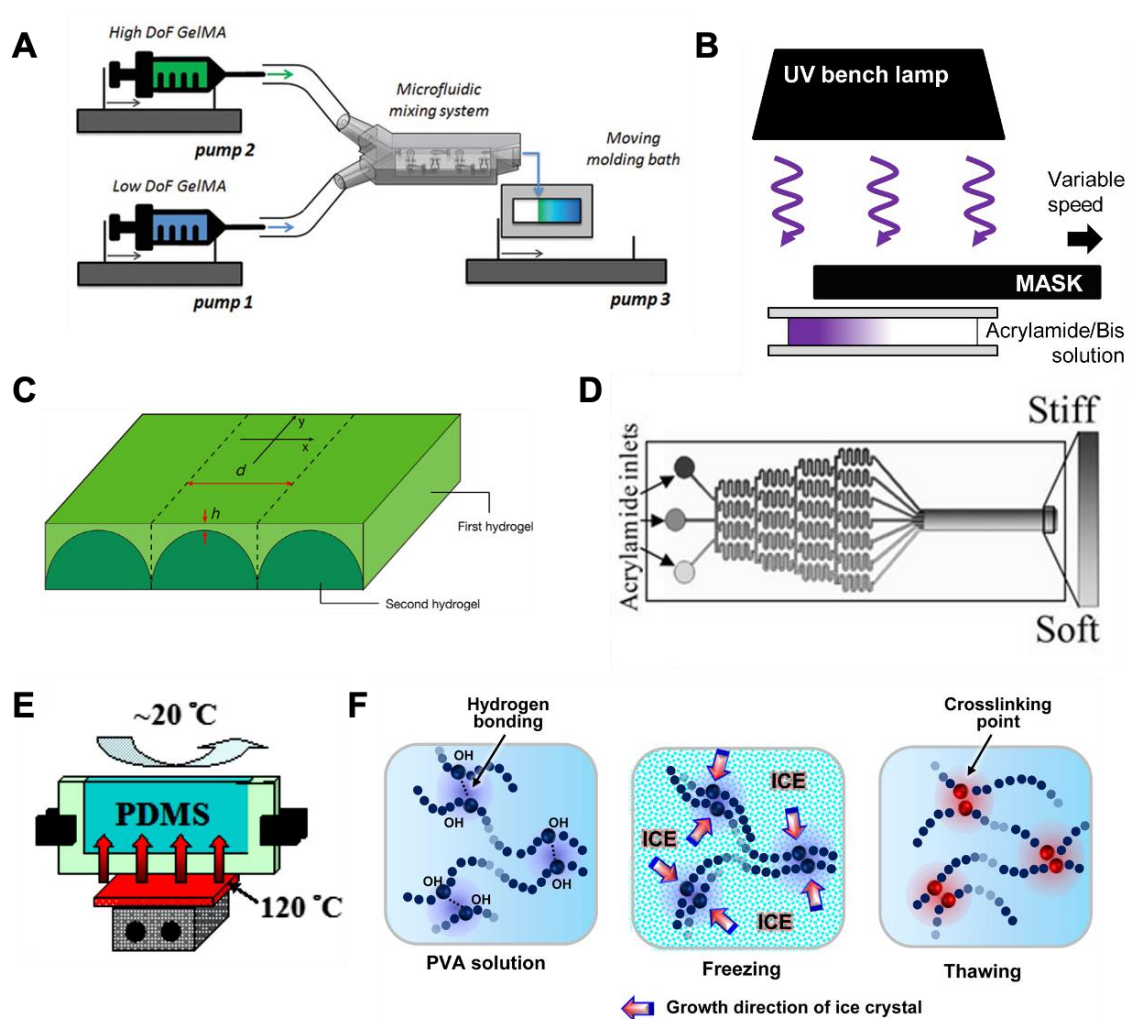 A
High DoF GelMA
pump 2
Low DoF GelMA
pump 1
Microfluidic
mixing system
Moving
molding bath
pump 3
B
UV bench lamp
Variable
speed
MASK
Acrylamide/Bis
solution
C
y
x
d
h
First hydrogel
Second hydrogel
D
Acrylamide inlets
Stiff
Soft
E
~20 °C
PDMS
120 °C
F
Hydrogen
bonding
OH
OH
OH
OH
OH
OH
PVA solution
ICE
ICE
ICE
Freezing
Crosslinking
point
Thawing
Growth direction of ice crystal